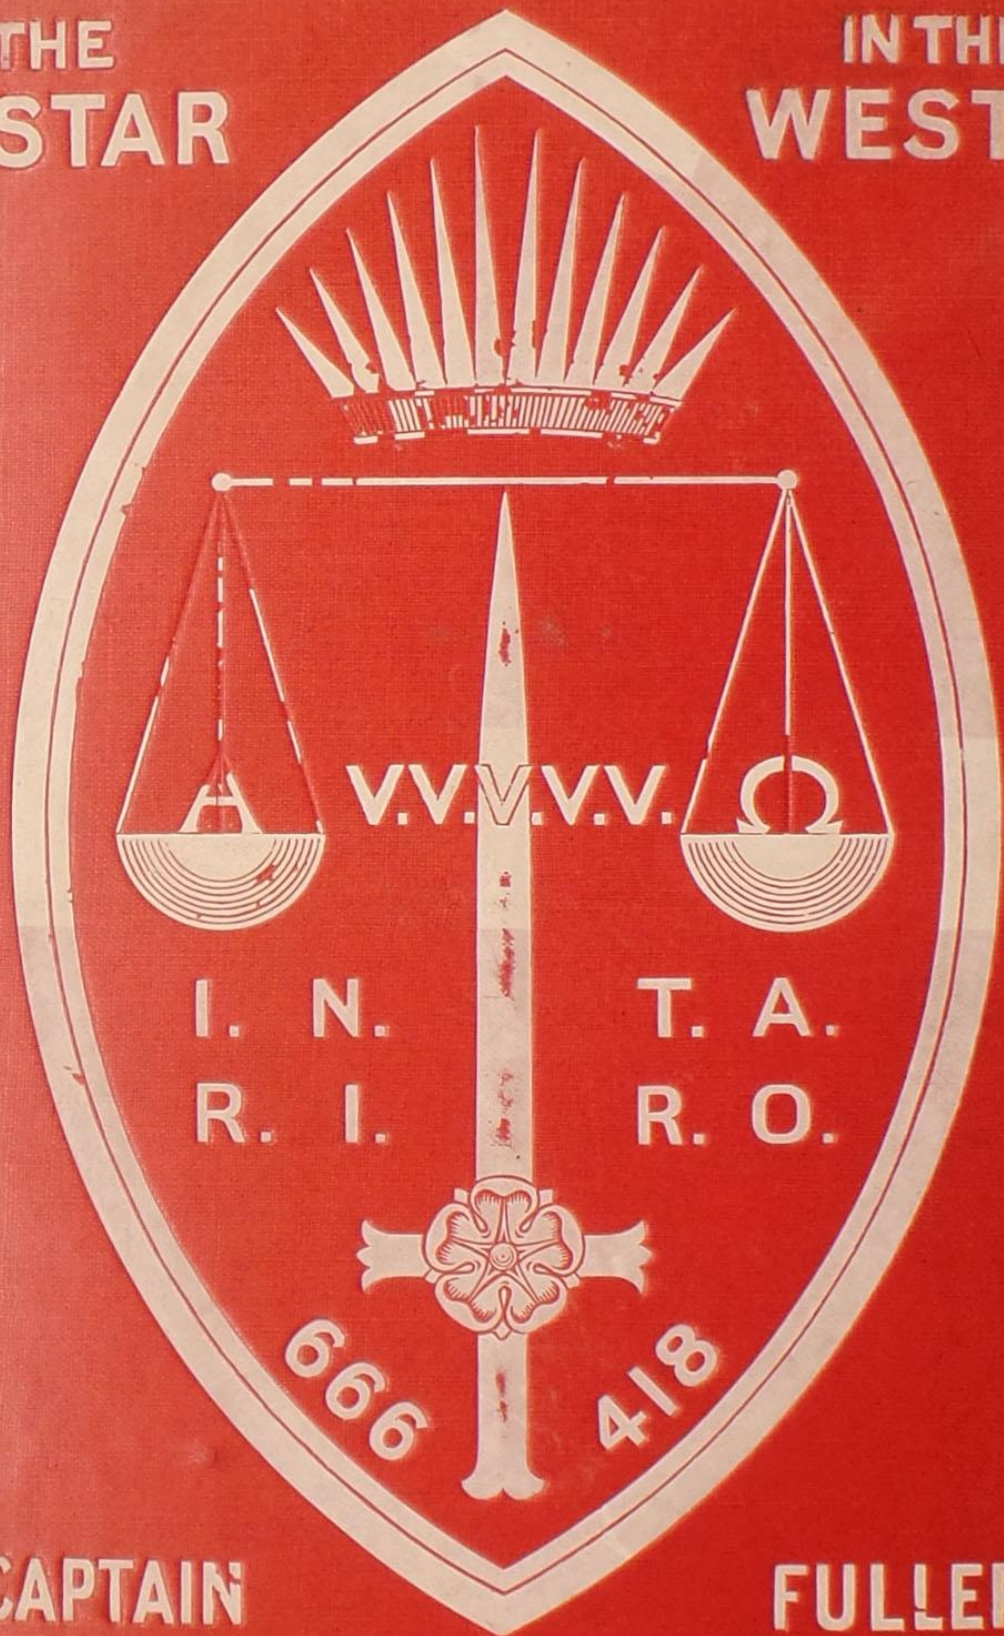 THE IN THE
STAR WEST
V.V.V.V.V.
Α Ω
I. N. T. A.
R. I. R. O.
666 418
CAPTAIN FULLER